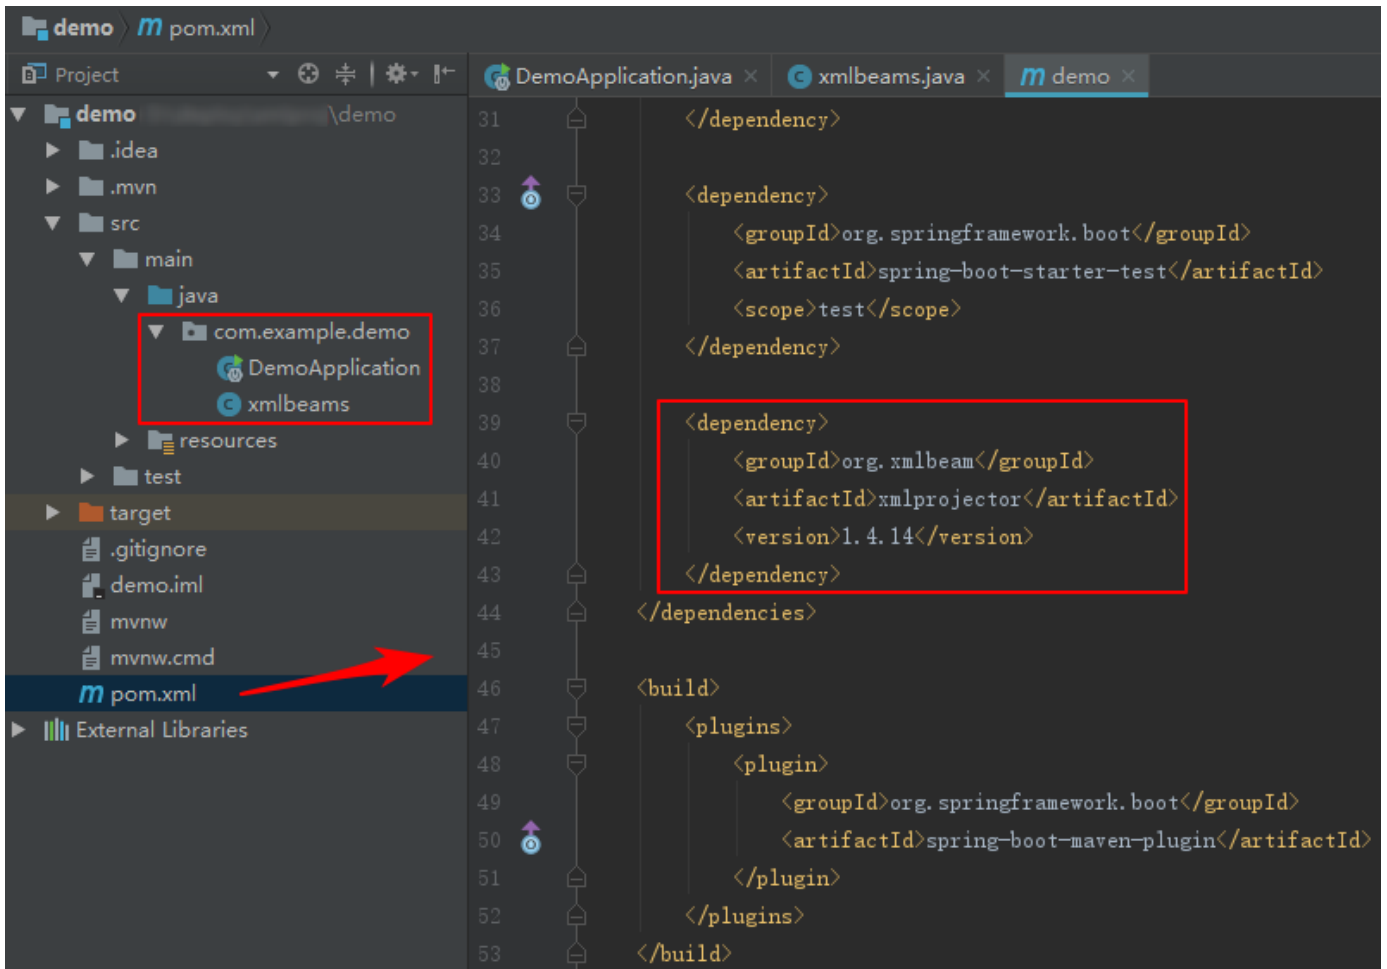 demo pom.xml
Project
demo \demo
.idea
.mvn
src
main
java
com.example.demo
DemoApplication
xmlbeams
resources
test
target
.gitignore
demo.iml
mvnw
mvnw.cmd
pom.xml
External Libraries
DemoApplication.java × xmlbeams.java × demo ×
31 </dependency>
32
33 <dependency>
34 <groupId>org.springframework.boot</groupId>
35 <artifactId>spring-boot-starter-test</artifactId>
36 <scope>test</scope>
37 </dependency>
38
39 <dependency>
40 <groupId>org.xmlbeam</groupId>
41 <artifactId>xmlprojector</artifactId>
42 <version>1.4.14</version>
43 </dependency>
44 </dependencies>
45
46 <build>
47 <plugins>
48 <plugin>
49 <groupId>org.springframework.boot</groupId>
50 <artifactId>spring-boot-maven-plugin</artifactId>
51 </plugin>
52 </plugins>
53 </build>